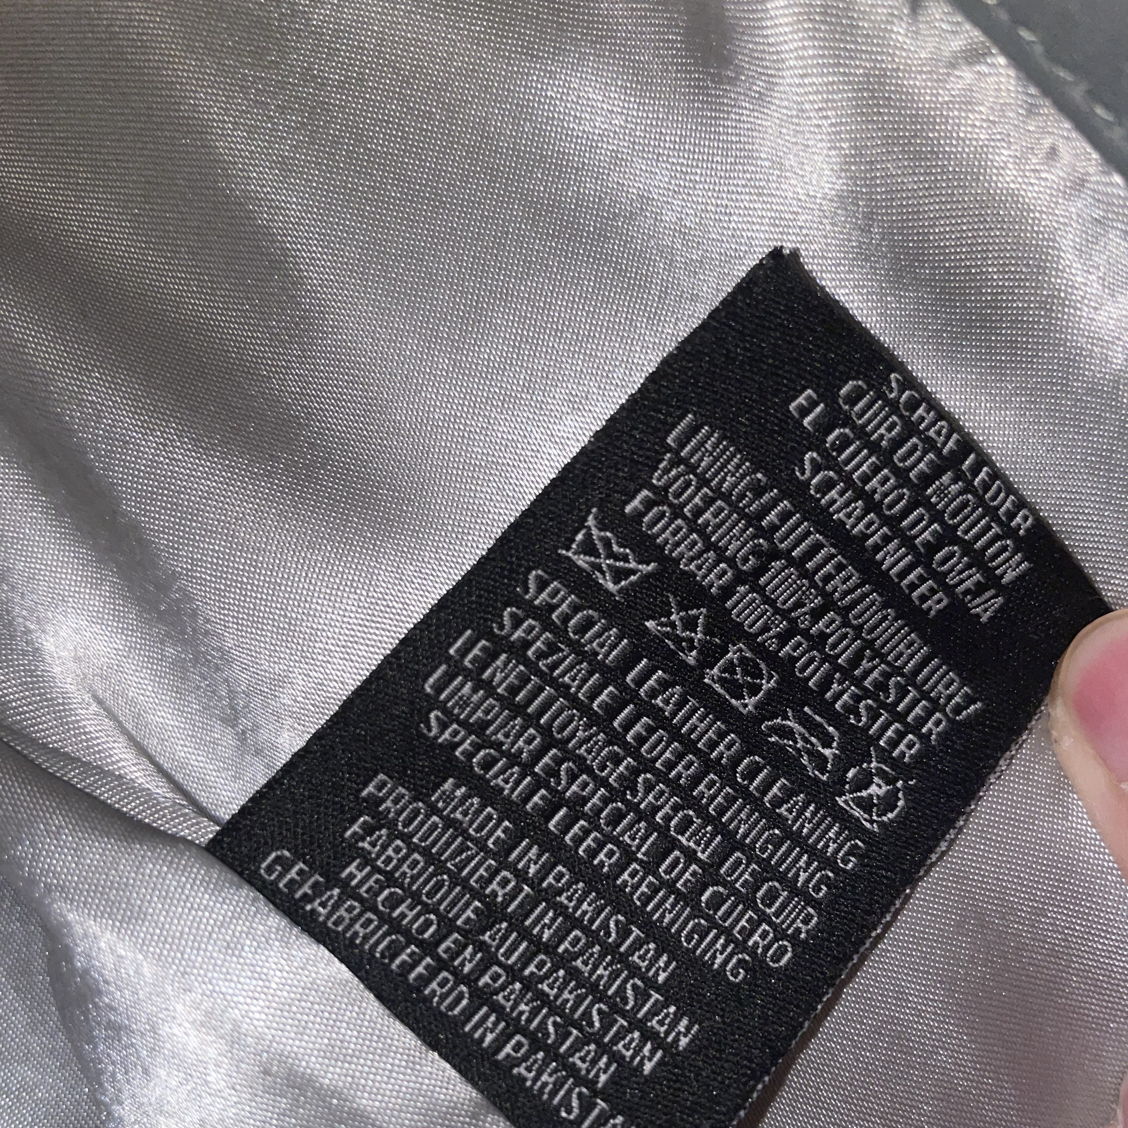 SCHAF LEDER
CUIR DE MOUTON
EL CUERO DE OVEJA
SCHAPENLEER
LINING/FUTTER/DOUBLURE/
VOERING 100% POLYESTER
FORRAR 100% POLYESTER
SPECIAL LEATHER CLEANING
SPEZIALE LEDER REINIGUNG
LE NETTOYAGE SPECIAL DE CUIR
LIMPIAR ESPECIAL DE CUERO
SPECIALE LEER REINIGING
MADE IN PAKISTAN
PRODUZIERT IN PAKISTAN
FABRIQUE AU PAKISTAN
HECHO EN PAKISTAN
GEFABRICEERD IN PAKISTA